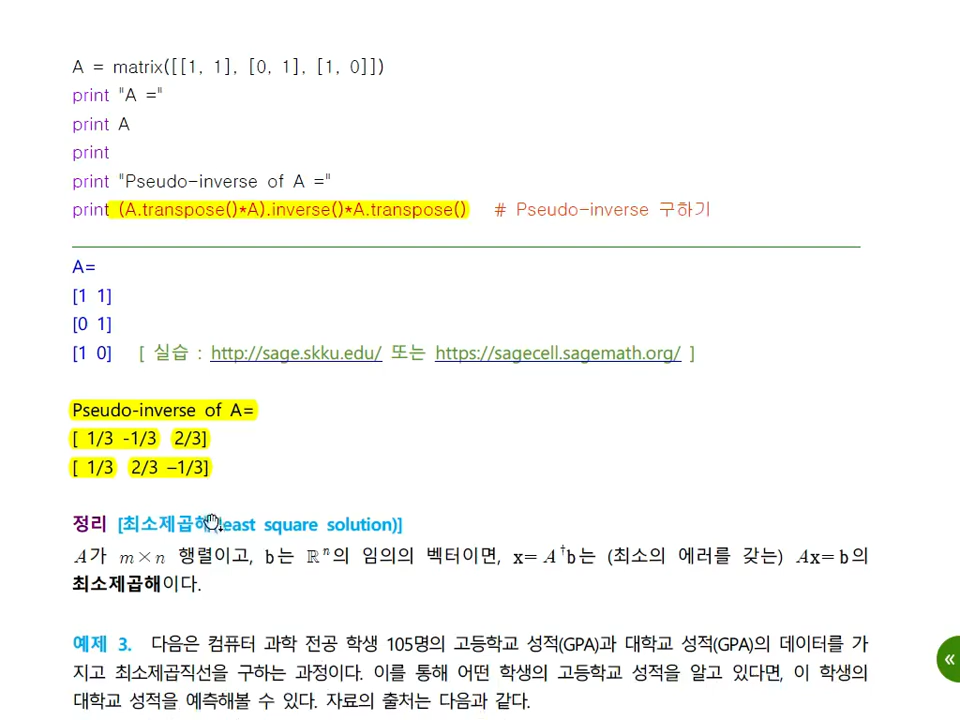 A = matrix([[1, 1], [0, 1], [1, 0]])
print "A ="
print A
print
print "Pseudo-inverse of A ="
print (A.transpose()*A).inverse()*A.transpose() # Pseudo-inverse 구하기
A=
[1 1]
[0 1]
[1 0] [ 실습 : http://sage.skku.edu/ 또는 https://sagecell.sagemath.org/ ]
Pseudo-inverse of A=
[ 1/3 -1/3 2/3]
[ 1/3 2/3 –1/3]
정리 [최소제곱해(least square solution)]
A가 m×n 행렬이고, b는 ℝⁿ의 임의의 벡터이면, x= A†b는 (최소의 에러를 갖는) Ax= b의
최소제곱해이다.
예제 3. 다음은 컴퓨터 과학 전공 학생 105명의 고등학교 성적(GPA)과 대학교 성적(GPA)의 데이터를 가
지고 최소제곱직선을 구하는 과정이다. 이를 통해 어떤 학생의 고등학교 성적을 알고 있다면, 이 학생의
대학교 성적을 예측해볼 수 있다. 자료의 출처는 다음과 같다.
«